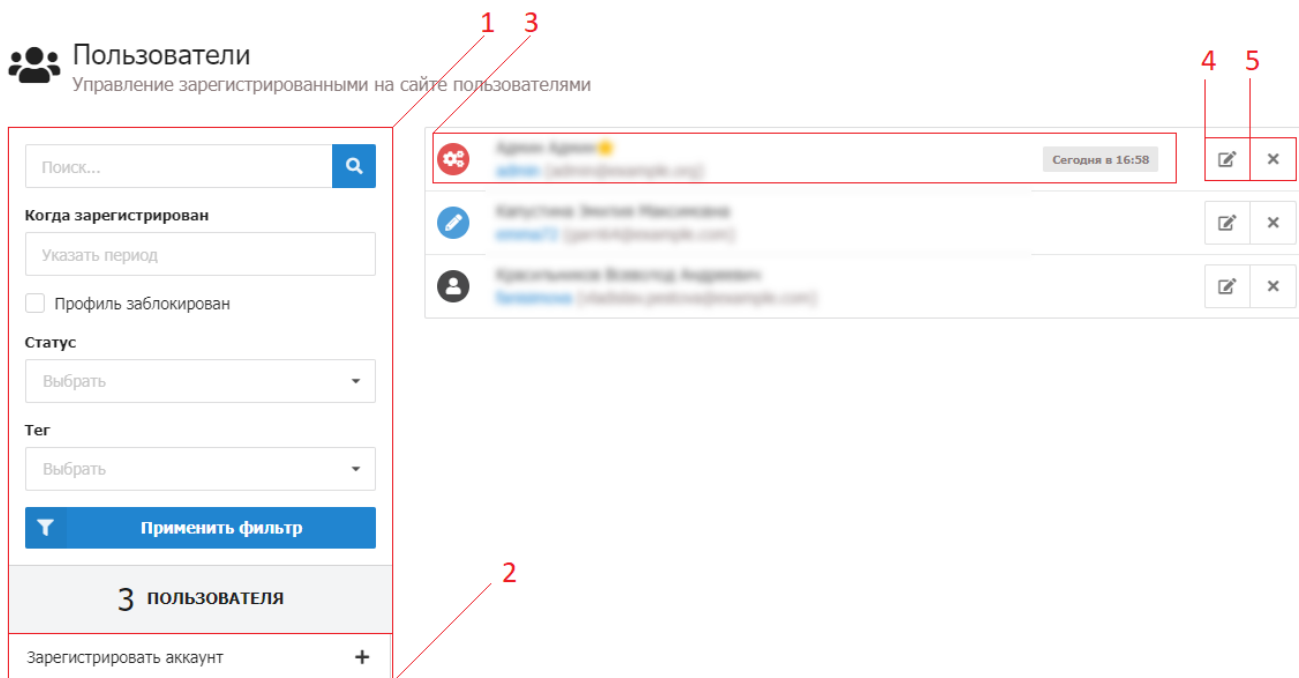 1 3
Пользователи
Управление зарегистрированными на сайте пользователями
4 5
Поиск...
Когда зарегистрирован
Указать период
Профиль заблокирован
Статус
Выбрать
Тег
Выбрать
Применить фильтр
3 ПОЛЬЗОВАТЕЛЯ
Зарегистрировать аккаунт
Сегодня в 16:58
2